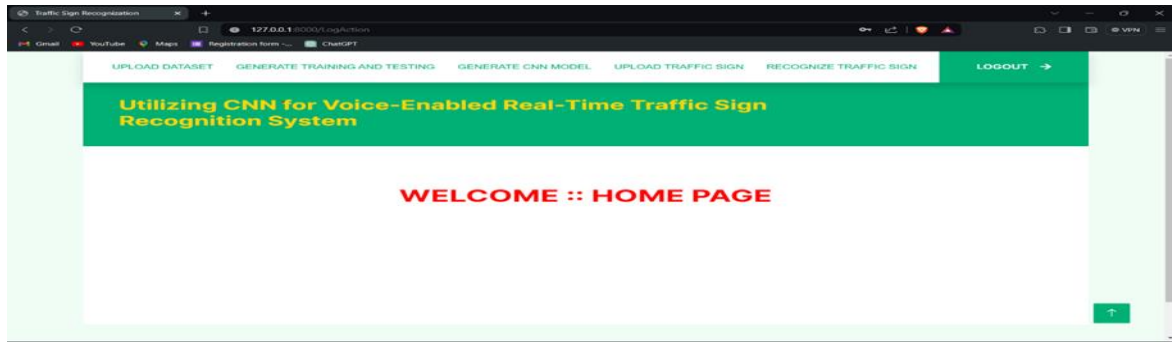 Traffic Sign Recognization
127.0.0.1:8000/LogAction
VPN
Gmail YouTube Maps Registration form -... ChatGPT
UPLOAD DATASET GENERATE TRAINING AND TESTING GENERATE CNN MODEL UPLOAD TRAFFIC SIGN RECOGNIZE TRAFFIC SIGN LOGOUT →
Utilizing CNN for Voice-Enabled Real-Time Traffic Sign
Recognition System
WELCOME :: HOME PAGE